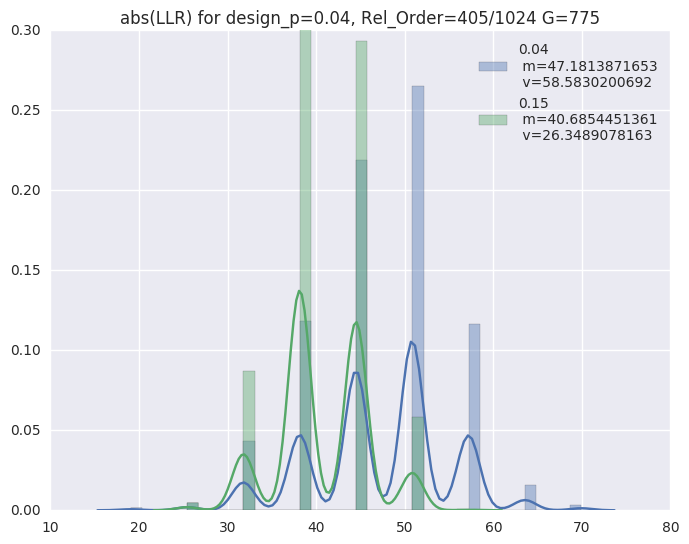 abs(LLR) for design_p=0.04, Rel_Order=405/1024 G=775
0.30
0.25
0.20
0.15
0.10
0.05
0.00
0.04
m=47.1813871653
v=58.5830200692
0.15
m=40.6854451361
v=26.3489078163
10 20 30 40 50 60 70 80